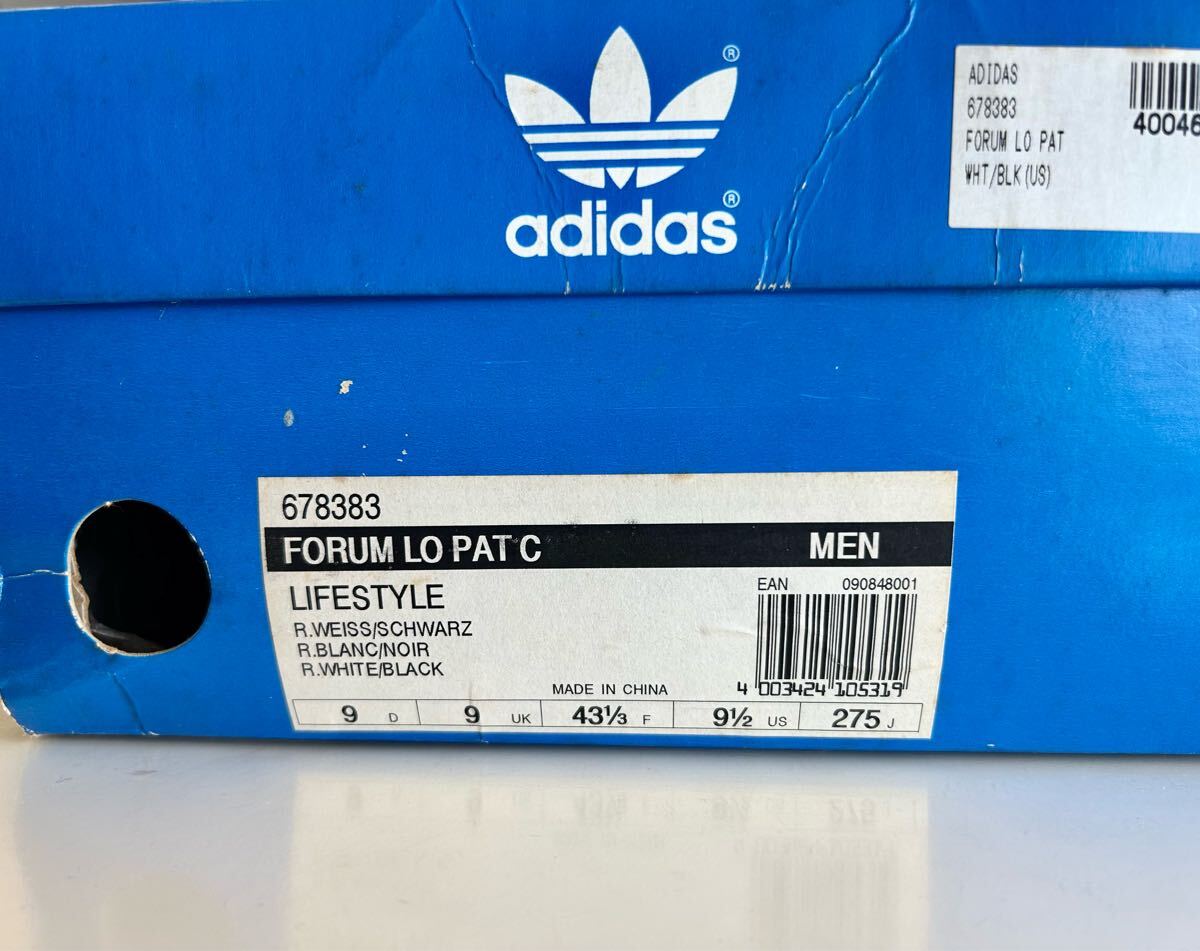 ®
adidas®
ADIDAS
678383
FORUM LO PAT
WHT/BLK(US)
40046
678383
FORUM LO PAT C MEN
LIFESTYLE
EAN 090848001
R.WEISS/SCHWARZ
R.BLANC/NOIR
R.WHITE/BLACK
MADE IN CHINA
4 003424 105319
9 D 9 UK 43⅓ F 9½ US 275 J